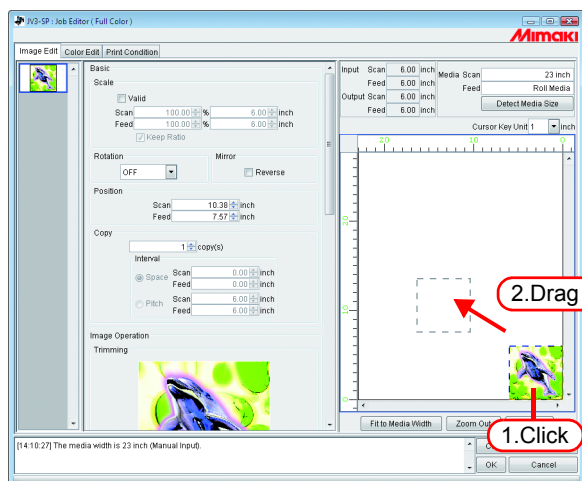 JV3-SP : Job Editor ( Full Color )
Mimaki
Image Edit Color Edit Print Condition
Basic
Scale
Valid
Scan 100.00 % 6.00 inch
Feed 100.00 % 6.00 inch
Keep Ratio
Rotation Mirror
OFF Reverse
Position
Scan 10.38 inch
Feed 7.57 inch
Copy
1 copy(s)
Interval
Space Scan 0.00 inch
Feed 0.00 inch
Pitch Scan 6.00 inch
Feed 6.00 inch
Image Operation
Trimming
Input Scan 6.00 inch
Feed 6.00 inch
Output Scan 6.00 inch
Feed 6.00 inch
Media Scan 23 inch
Feed Roll Media
Detect Media Size
Cursor Key Unit 1 inch
20 10 0
20
10
0
2.Drag
1.Click
Fit to Media Width Zoom Out
[14:10:27] The media width is 23 inch (Manual Input).
OK Cancel